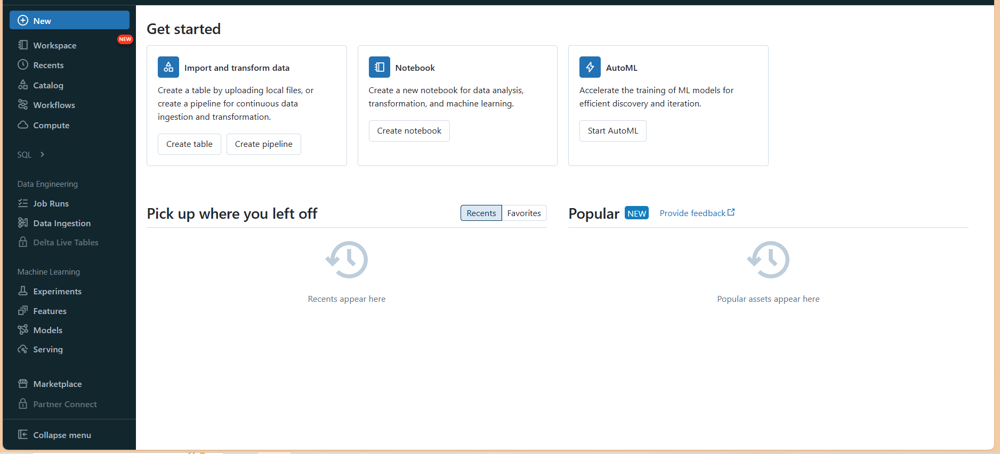 New
Workspace
NEW
Recents
Catalog
Workflows
Compute
SQL
Data Engineering
Job Runs
Data Ingestion
Delta Live Tables
Machine Learning
Experiments
Features
Models
Serving
Marketplace
Partner Connect
Collapse menu
Get started
Import and transform data
Create a table by uploading local files, or
create a pipeline for continuous data
ingestion and transformation.
Create table
Create pipeline
Notebook
Create a new notebook for data analysis,
transformation, and machine learning.
Create notebook
AutoML
Accelerate the training of ML models for
efficient discovery and iteration.
Start AutoML
Pick up where you left off
Recents
Favorites
Recents appear here
Popular
NEW
Provide feedback
Popular assets appear here